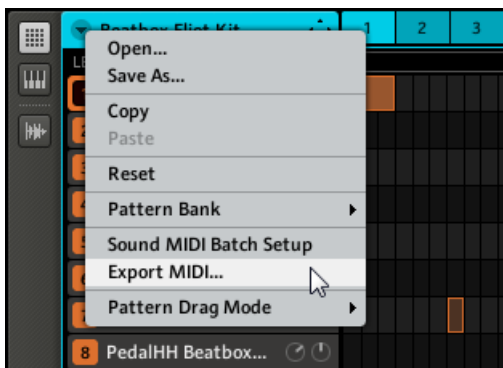 Beatbox Eliot Kit
1 2 3
Open...
Save As...
Copy
Paste
Reset
Pattern Bank
Sound MIDI Batch Setup
Export MIDI...
Pattern Drag Mode
8 PedalHH Beatbox...